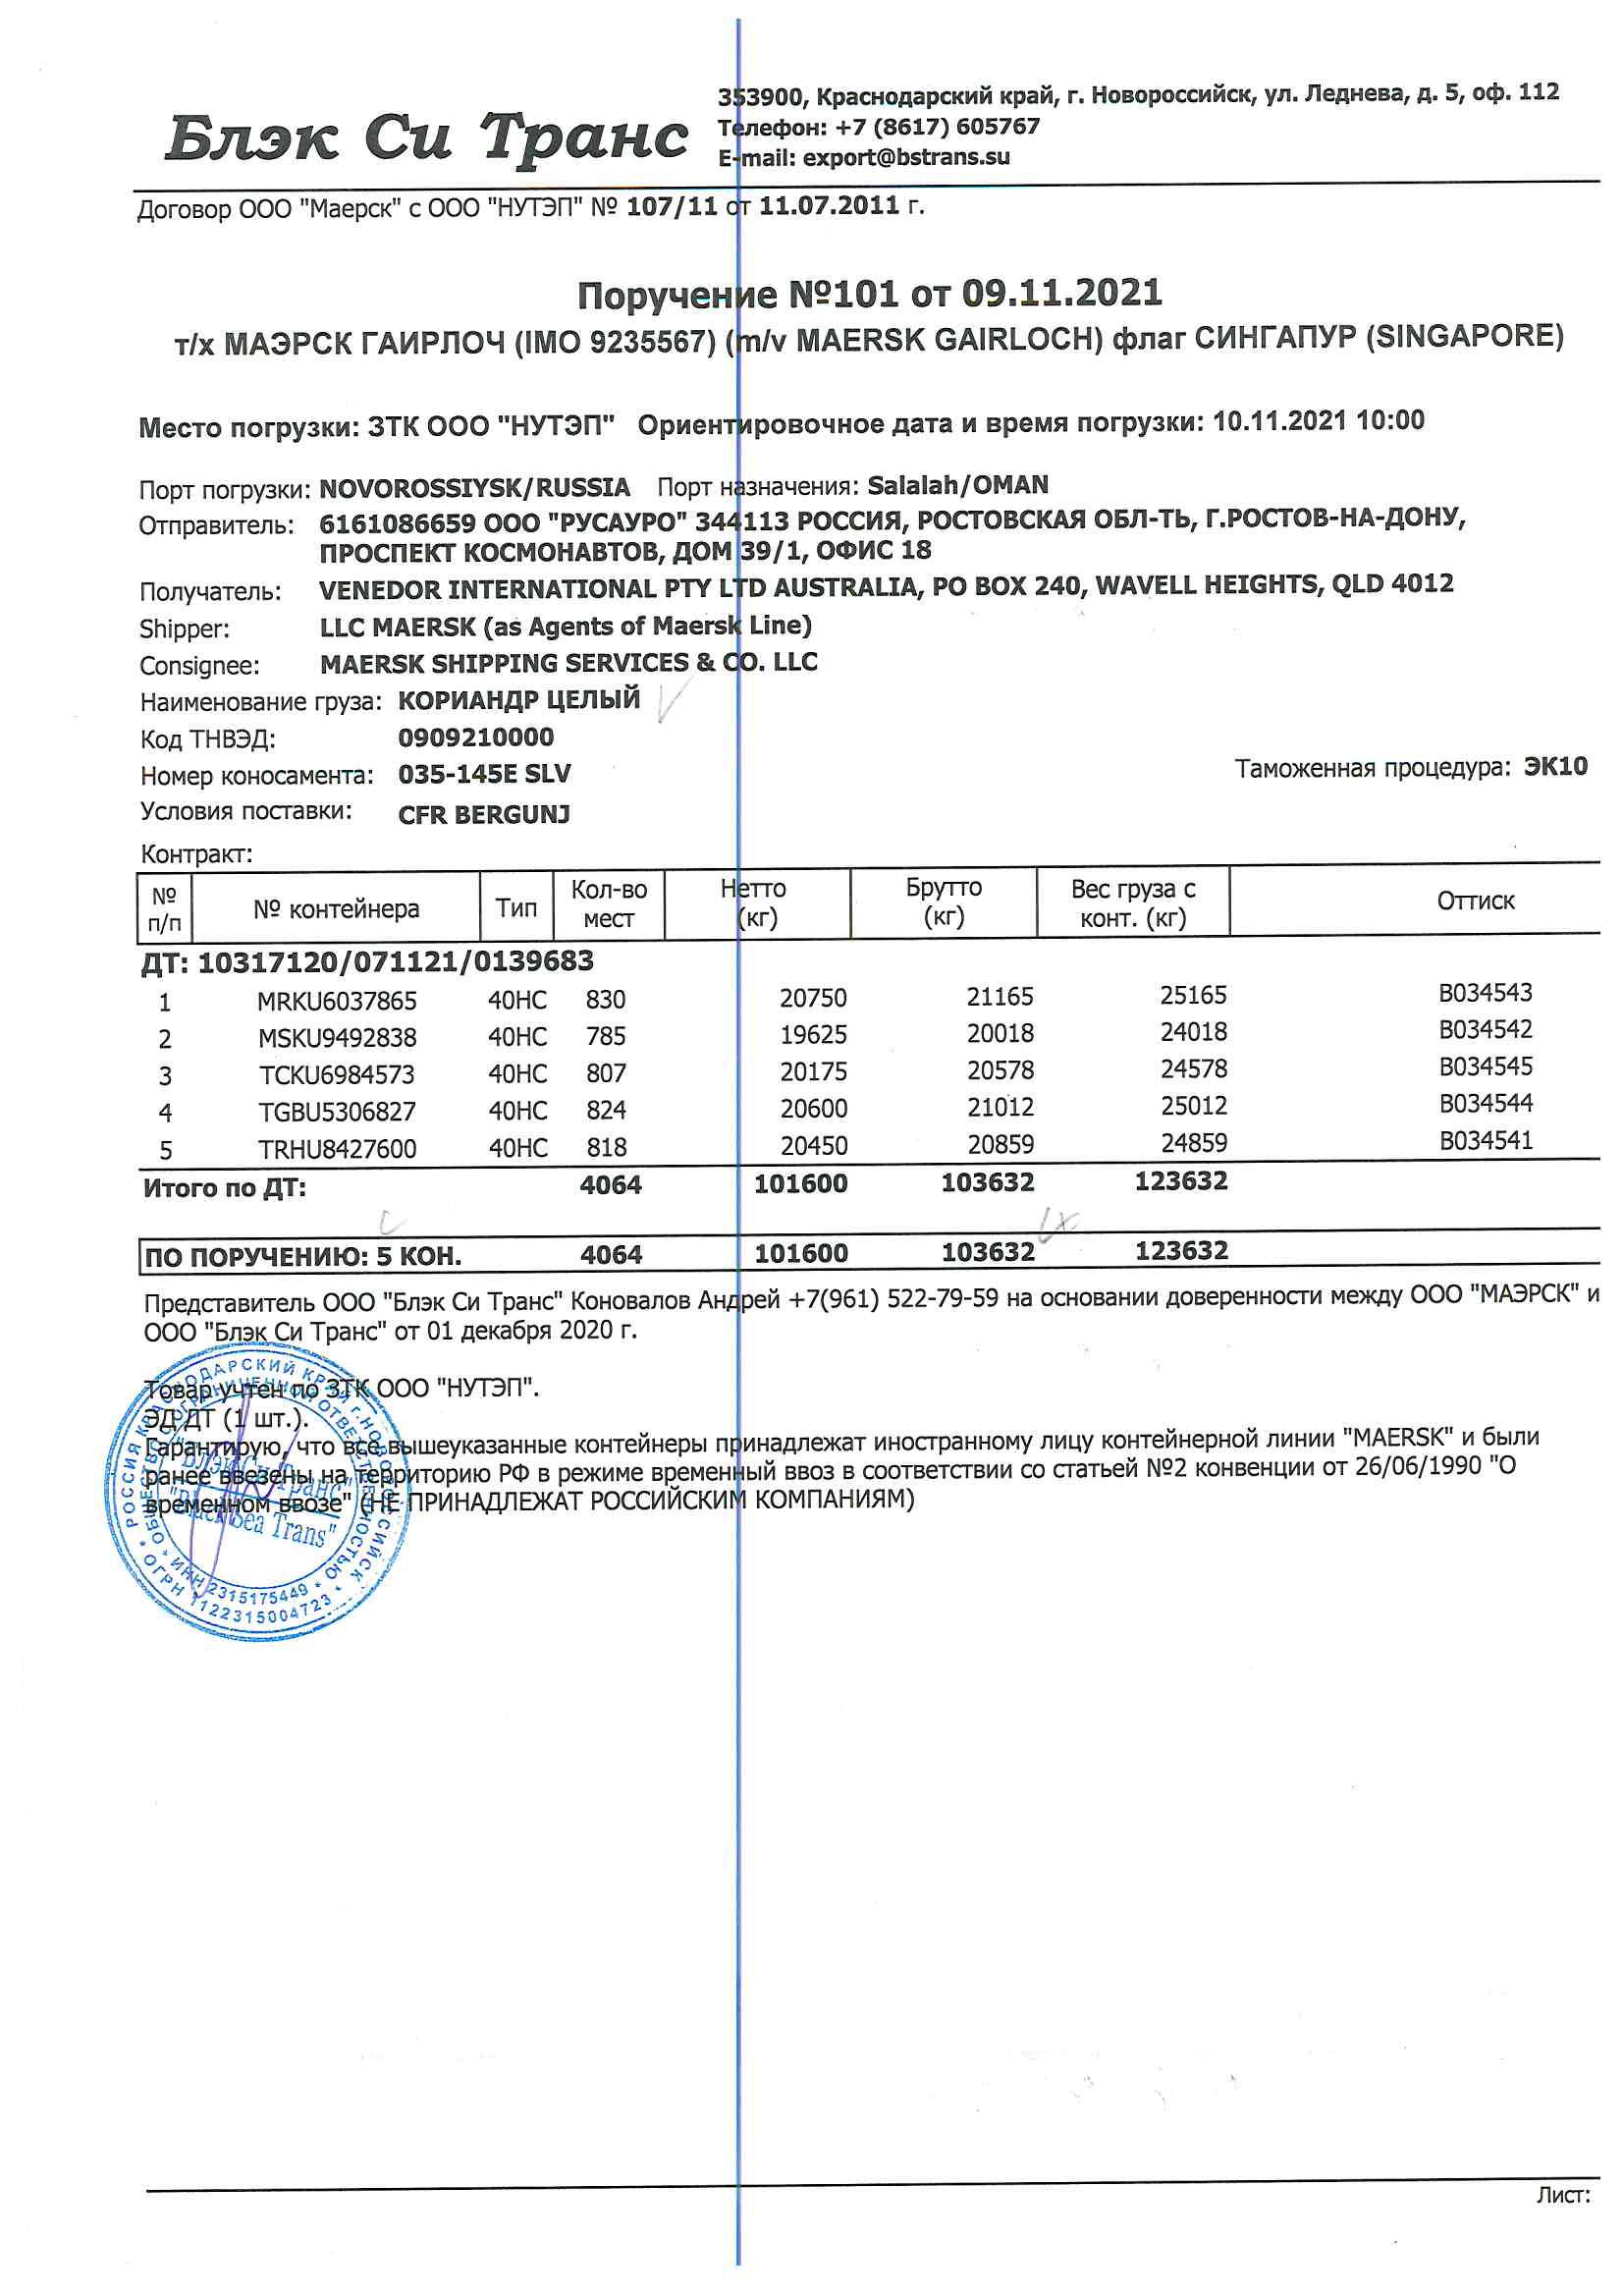 Блэк Си Транс
353900, Краснодарский край, г. Новороссийск, ул. Леднева, д. 5, оф. 112
Телефон: +7 (8617) 605767
E-mail: export@bstrans.su
Договор ООО "Маерск" с ООО "НУТЭП" № 107/11 от 11.07.2011 г.
Поручение №101 от 09.11.2021
т/х МАЭРСК ГАИРЛОЧ (IMO 9235567) (m/v MAERSK GAIRLOCH) флаг СИНГАПУР (SINGAPORE)
Место погрузки: ЗТК ООО "НУТЭП" Ориентировочное дата и время погрузки: 10.11.2021 10:00
Порт погрузки: NOVOROSSIYSK/RUSSIA Порт назначения: Salalah/OMAN
Отправитель: 6161086659 ООО "РУСАУРО" 344113 РОССИЯ, РОСТОВСКАЯ ОБЛ-ТЬ, Г.РОСТОВ-НА-ДОНУ,
ПРОСПЕКТ КОСМОНАВТОВ, ДОМ 39/1, ОФИС 18
Получатель: VENEDOR INTERNATIONAL PTY LTD AUSTRALIA, PO BOX 240, WAVELL HEIGHTS, QLD 4012
Shipper: LLC MAERSK (as Agents of Maersk Line)
Consignee: MAERSK SHIPPING SERVICES & CO. LLC
Наименование груза: КОРИАНДР ЦЕЛЫЙ
Код ТНВЭД: 0909210000
Номер коносамента: 035-145E SLV Таможенная процедура: ЭК10
Условия поставки: CFR BERGUNJ
Контракт:
№ п/п № контейнера Тип Кол-во мест Нетто (кг) Брутто (кг) Вес груза с конт. (кг) Оттиск
ДТ: 10317120/071121/0139683
1 MRKU6037865 40HC 830 20750 21165 25165 B034543
2 MSKU9492838 40HC 785 19625 20018 24018 B034542
3 TCKU6984573 40HC 807 20175 20578 24578 B034545
4 TGBU5306827 40HC 824 20600 21012 25012 B034544
5 TRHU8427600 40HC 818 20450 20859 24859 B034541
Итого по ДТ: 4064 101600 103632 123632
ПО ПОРУЧЕНИЮ: 5 КОН. 4064 101600 103632 123632
Представитель ООО "Блэк Си Транс" Коновалов Андрей +7(961) 522-79-59 на основании доверенности между ООО "МАЭРСК" и
ООО "Блэк Си Транс" от 01 декабря 2020 г.
Товар учтен по ЗТК ООО "НУТЭП".
ЭД ДТ (1 шт.).
Гарантирую, что все вышеуказанные контейнеры принадлежат иностранному лицу контейнерной линии "MAERSK" и были
ранее ввезены на территорию РФ в режиме временный ввоз в соответствии со статьей №2 конвенции от 26/06/1990 "О
временном ввозе" (НЕ ПРИНАДЛЕЖАТ РОССИЙСКИМ КОМПАНИЯМ)
РОССИЯ КРАСНОДАРСКИЙ КРАЙ г.НОВОРОССИЙСК * ОГРН 1122315004723 *
ОБЩЕСТВО С ОГРАНИЧЕННОЙ ОТВЕТСТВЕННОСТЬЮ * ИНН 2315175449 *
"Блэк Си Транс"
"Black Sea Trans"
Лист: